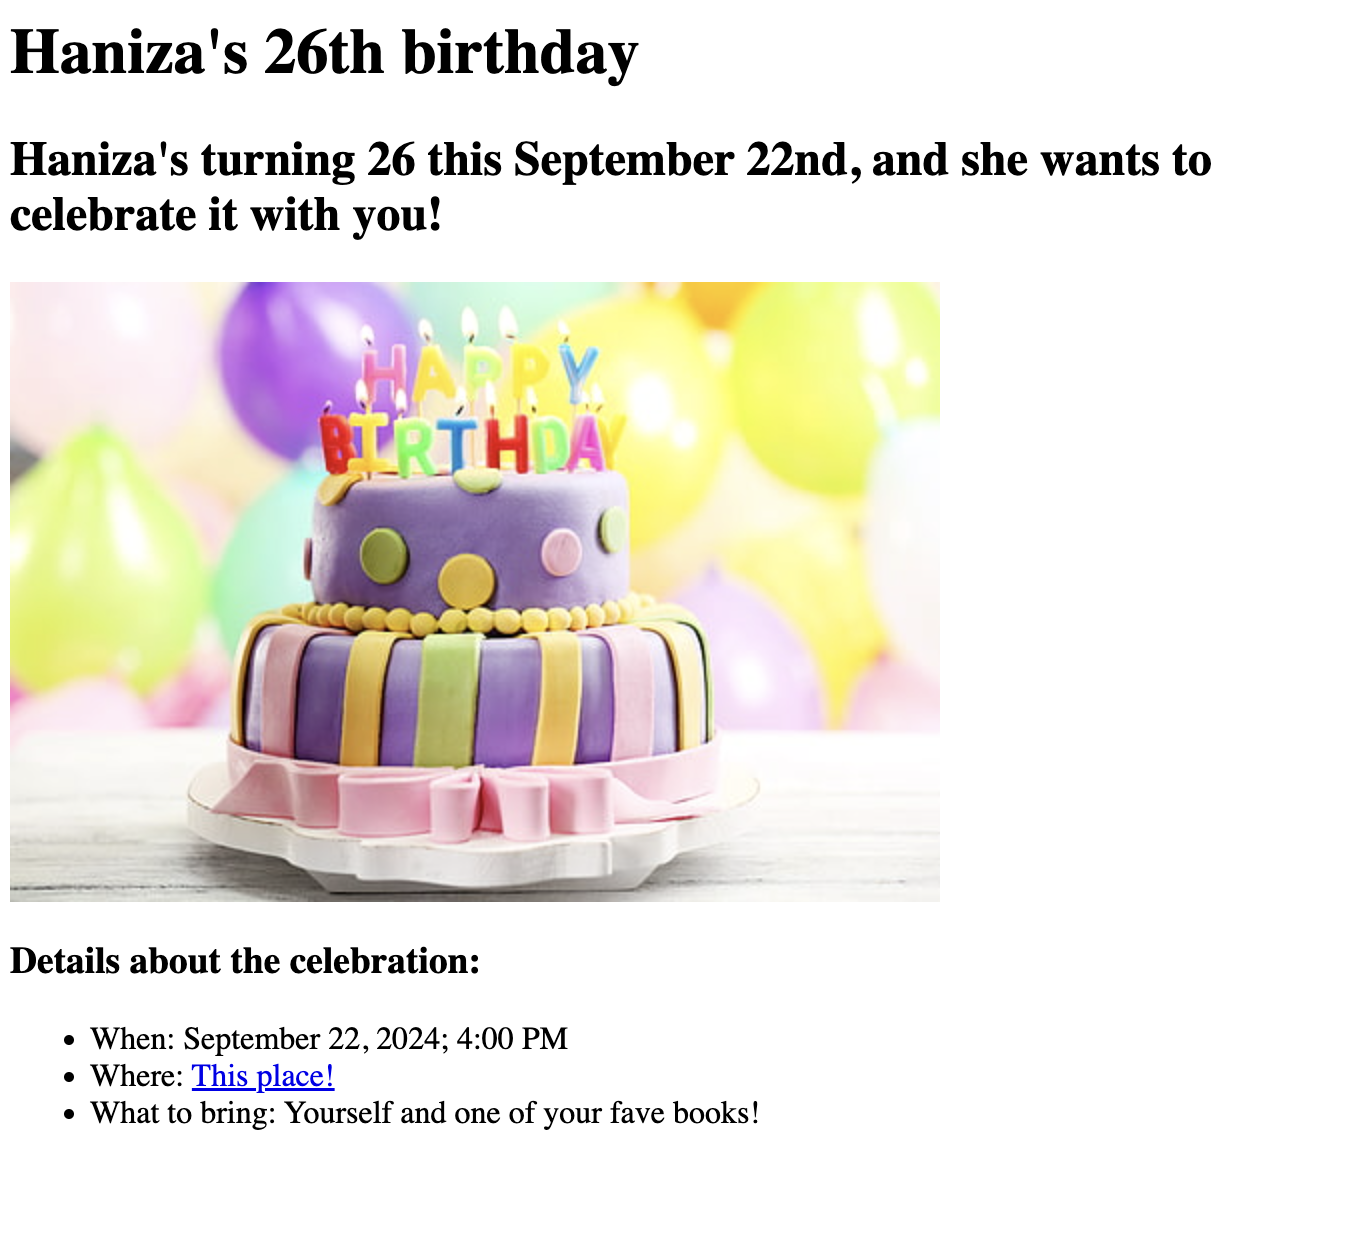 Haniza's 26th birthday
Haniza's turning 26 this September 22nd, and she wants to
celebrate it with you!
HAPPY
BIRTHDAY
Details about the celebration:
When: September 22, 2024; 4:00 PM
Where: This place!
What to bring: Yourself and one of your fave books!